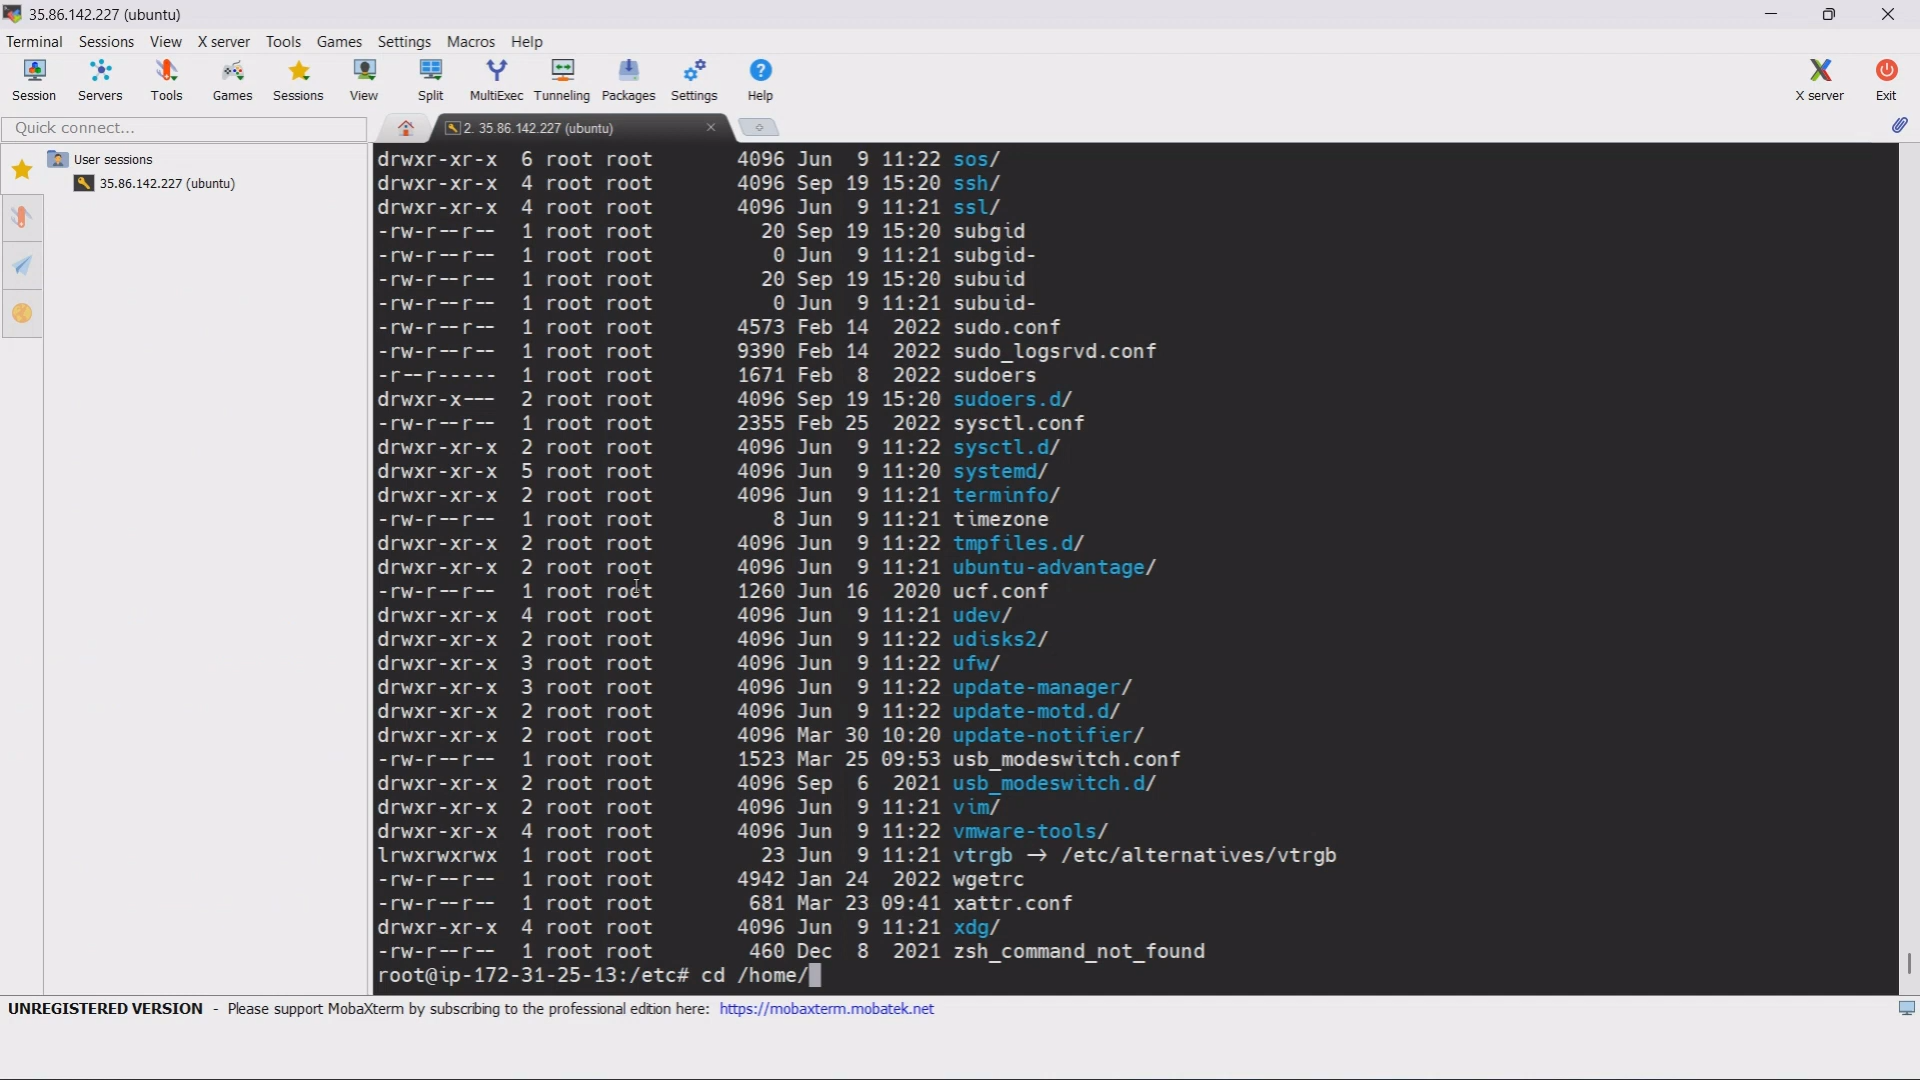 35.86.142.227 (ubuntu)
Terminal Sessions View X server Tools Games Settings Macros Help
Session Servers Tools Games Sessions View Split MultiExec Tunneling Packages Settings Help X server Exit
Quick connect...
2. 35.86.142.227 (ubuntu)
User sessions
35.86.142.227 (ubuntu)
drwxr-xr-x 6 root root 4096 Jun 9 11:22 sos/
drwxr-xr-x 4 root root 4096 Sep 19 15:20 ssh/
drwxr-xr-x 4 root root 4096 Jun 9 11:21 ssl/
-rw-r--r-- 1 root root 20 Sep 19 15:20 subgid
-rw-r--r-- 1 root root 0 Jun 9 11:21 subgid-
-rw-r--r-- 1 root root 20 Sep 19 15:20 subuid
-rw-r--r-- 1 root root 0 Jun 9 11:21 subuid-
-rw-r--r-- 1 root root 4573 Feb 14 2022 sudo.conf
-rw-r--r-- 1 root root 9390 Feb 14 2022 sudo_logsrvd.conf
-r--r----- 1 root root 1671 Feb 8 2022 sudoers
drwxr-x--- 2 root root 4096 Sep 19 15:20 sudoers.d/
-rw-r--r-- 1 root root 2355 Feb 25 2022 sysctl.conf
drwxr-xr-x 2 root root 4096 Jun 9 11:22 sysctl.d/
drwxr-xr-x 5 root root 4096 Jun 9 11:20 systemd/
drwxr-xr-x 2 root root 4096 Jun 9 11:21 terminfo/
-rw-r--r-- 1 root root 8 Jun 9 11:21 timezone
drwxr-xr-x 2 root root 4096 Jun 9 11:22 tmpfiles.d/
drwxr-xr-x 2 root root 4096 Jun 9 11:21 ubuntu-advantage/
-rw-r--r-- 1 root root 1260 Jun 16 2020 ucf.conf
drwxr-xr-x 4 root root 4096 Jun 9 11:21 udev/
drwxr-xr-x 2 root root 4096 Jun 9 11:22 udisks2/
drwxr-xr-x 3 root root 4096 Jun 9 11:22 ufw/
drwxr-xr-x 3 root root 4096 Jun 9 11:22 update-manager/
drwxr-xr-x 2 root root 4096 Jun 9 11:22 update-motd.d/
drwxr-xr-x 2 root root 4096 Mar 30 10:20 update-notifier/
-rw-r--r-- 1 root root 1523 Mar 25 09:53 usb_modeswitch.conf
drwxr-xr-x 2 root root 4096 Sep 6 2021 usb_modeswitch.d/
drwxr-xr-x 2 root root 4096 Jun 9 11:21 vim/
drwxr-xr-x 4 root root 4096 Jun 9 11:22 vmware-tools/
lrwxrwxrwx 1 root root 23 Jun 9 11:21 vtrgb -> /etc/alternatives/vtrgb
-rw-r--r-- 1 root root 4942 Jan 24 2022 wgetrc
-rw-r--r-- 1 root root 681 Mar 23 09:41 xattr.conf
drwxr-xr-x 4 root root 4096 Jun 9 11:21 xdg/
-rw-r--r-- 1 root root 460 Dec 8 2021 zsh_command_not_found
root@ip-172-31-25-13:/etc# cd /home/
UNREGISTERED VERSION - Please support MobaXterm by subscribing to the professional edition here: https://mobaxterm.mobatek.net